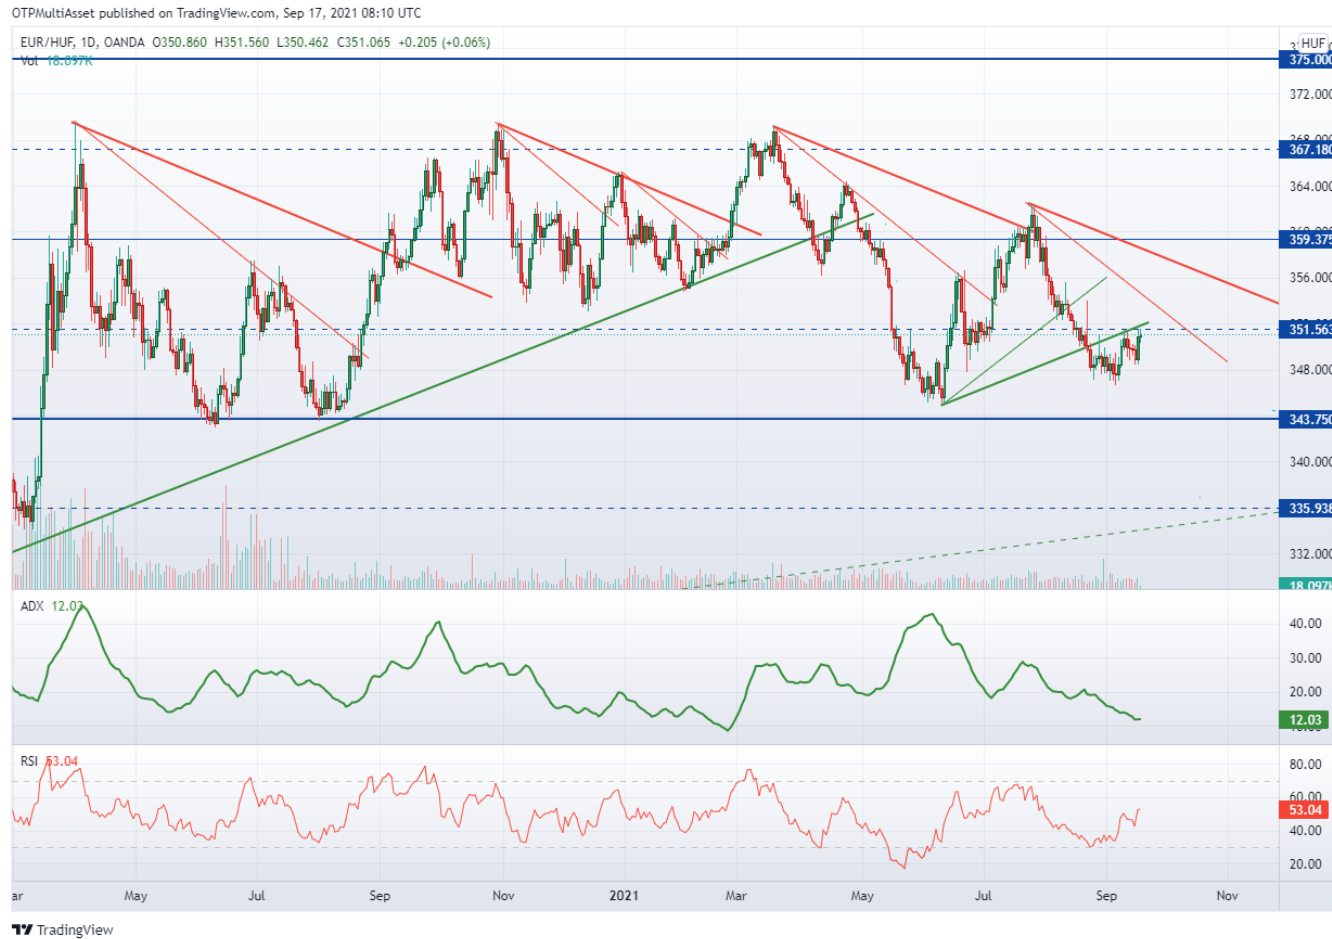 OTPMultiAsset published on TradingView.com, Sep 17, 2021 08:10 UTC
EUR/HUF, 1D, OANDA O350.860 H351.560 L350.462 C351.065 +0.205 (+0.06%)
HUF
Vol 18.097K
375.000
372.000
367.180
364.000
359.375
356.000
351.563
348.000
343.750
340.000
335.938
332.000
18.097K
ADX 12.03
40.00
30.00
20.00
12.03
RSI 53.04
80.00
60.00
53.04
40.00
20.00
May Jul Sep Nov 2021 Mar May Jul Sep Nov
TradingView